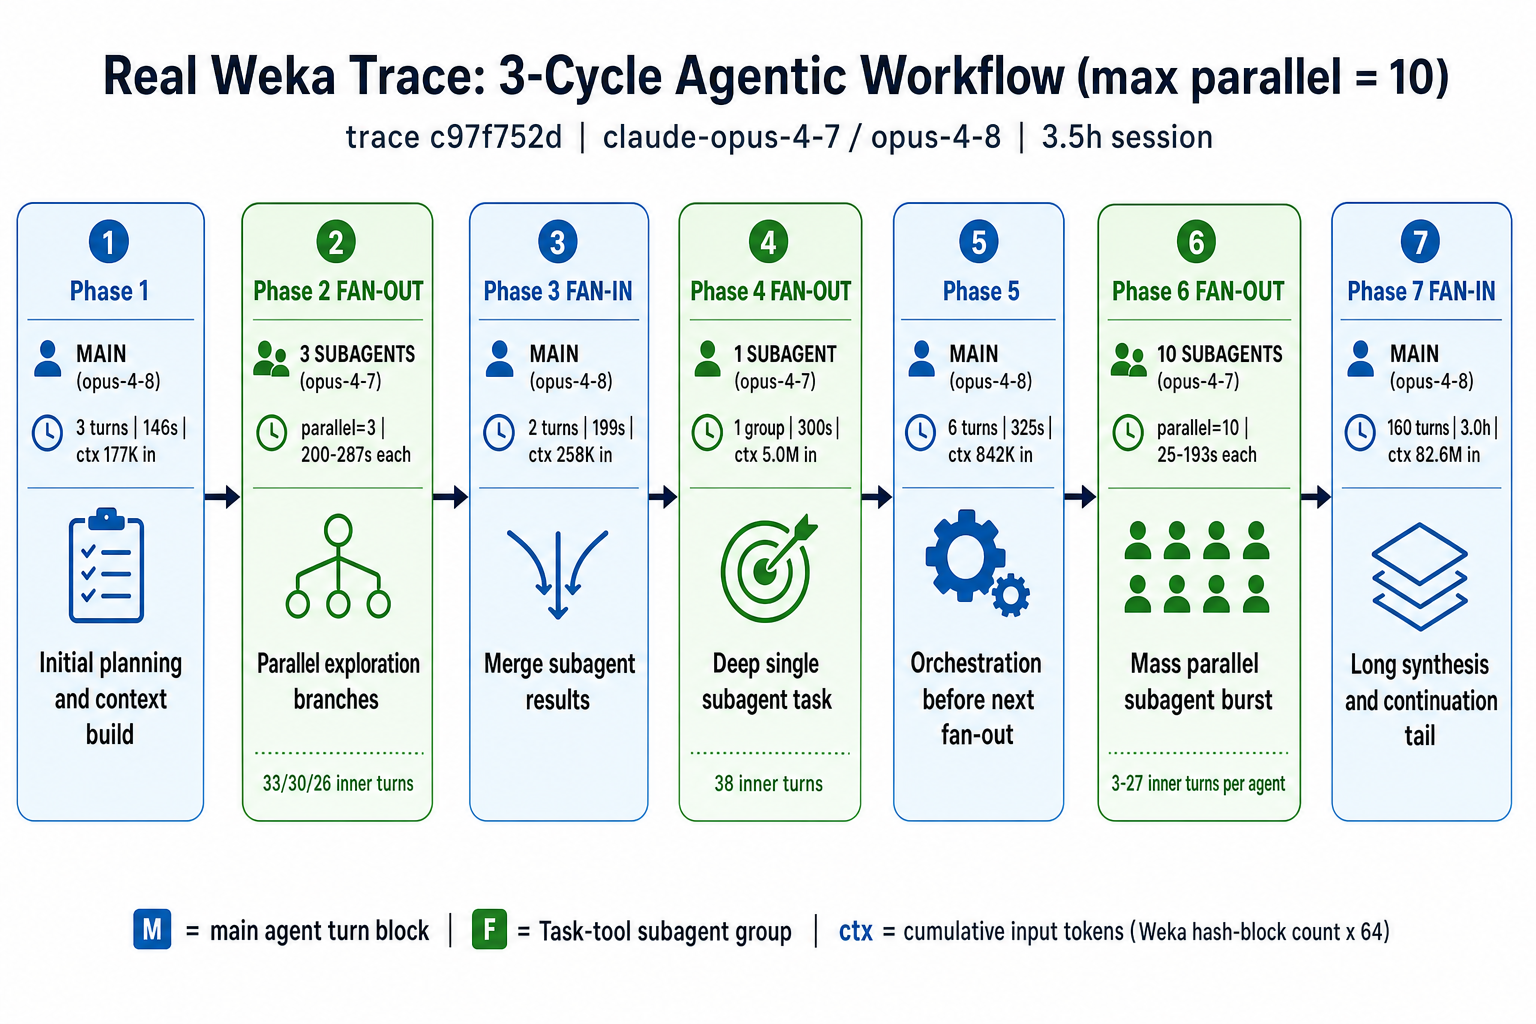 Real Weka Trace: 3-Cycle Agentic Workflow (max parallel = 10)
trace c97f752d | claude-opus-4-7 / opus-4-8 | 3.5h session
1
Phase 1
MAIN
(opus-4-8)
3 turns | 146s |
ctx 177K in
Initial planning
and context
build
2
Phase 2 FAN-OUT
3 SUBAGENTS
(opus-4-7)
parallel=3 |
200-287s each
Parallel exploration
branches
33/30/26 inner turns
3
Phase 3 FAN-IN
MAIN
(opus-4-8)
2 turns | 199s |
ctx 258K in
Merge subagent
results
4
Phase 4 FAN-OUT
1 SUBAGENT
(opus-4-7)
1 group | 300s |
ctx 5.0M in
Deep single
subagent task
38 inner turns
5
Phase 5
MAIN
(opus-4-8)
6 turns | 325s |
ctx 842K in
Orchestration
before next
fan-out
6
Phase 6 FAN-OUT
10 SUBAGENTS
(opus-4-7)
parallel=10 |
25-193s each
Mass parallel
subagent burst
3-27 inner turns per agent
7
Phase 7 FAN-IN
MAIN
(opus-4-8)
160 turns | 3.0h |
ctx 82.6M in
Long synthesis
and continuation
tail
M = main agent turn block | F = Task-tool subagent group | ctx = cumulative input tokens (Weka hash-block count x 64)